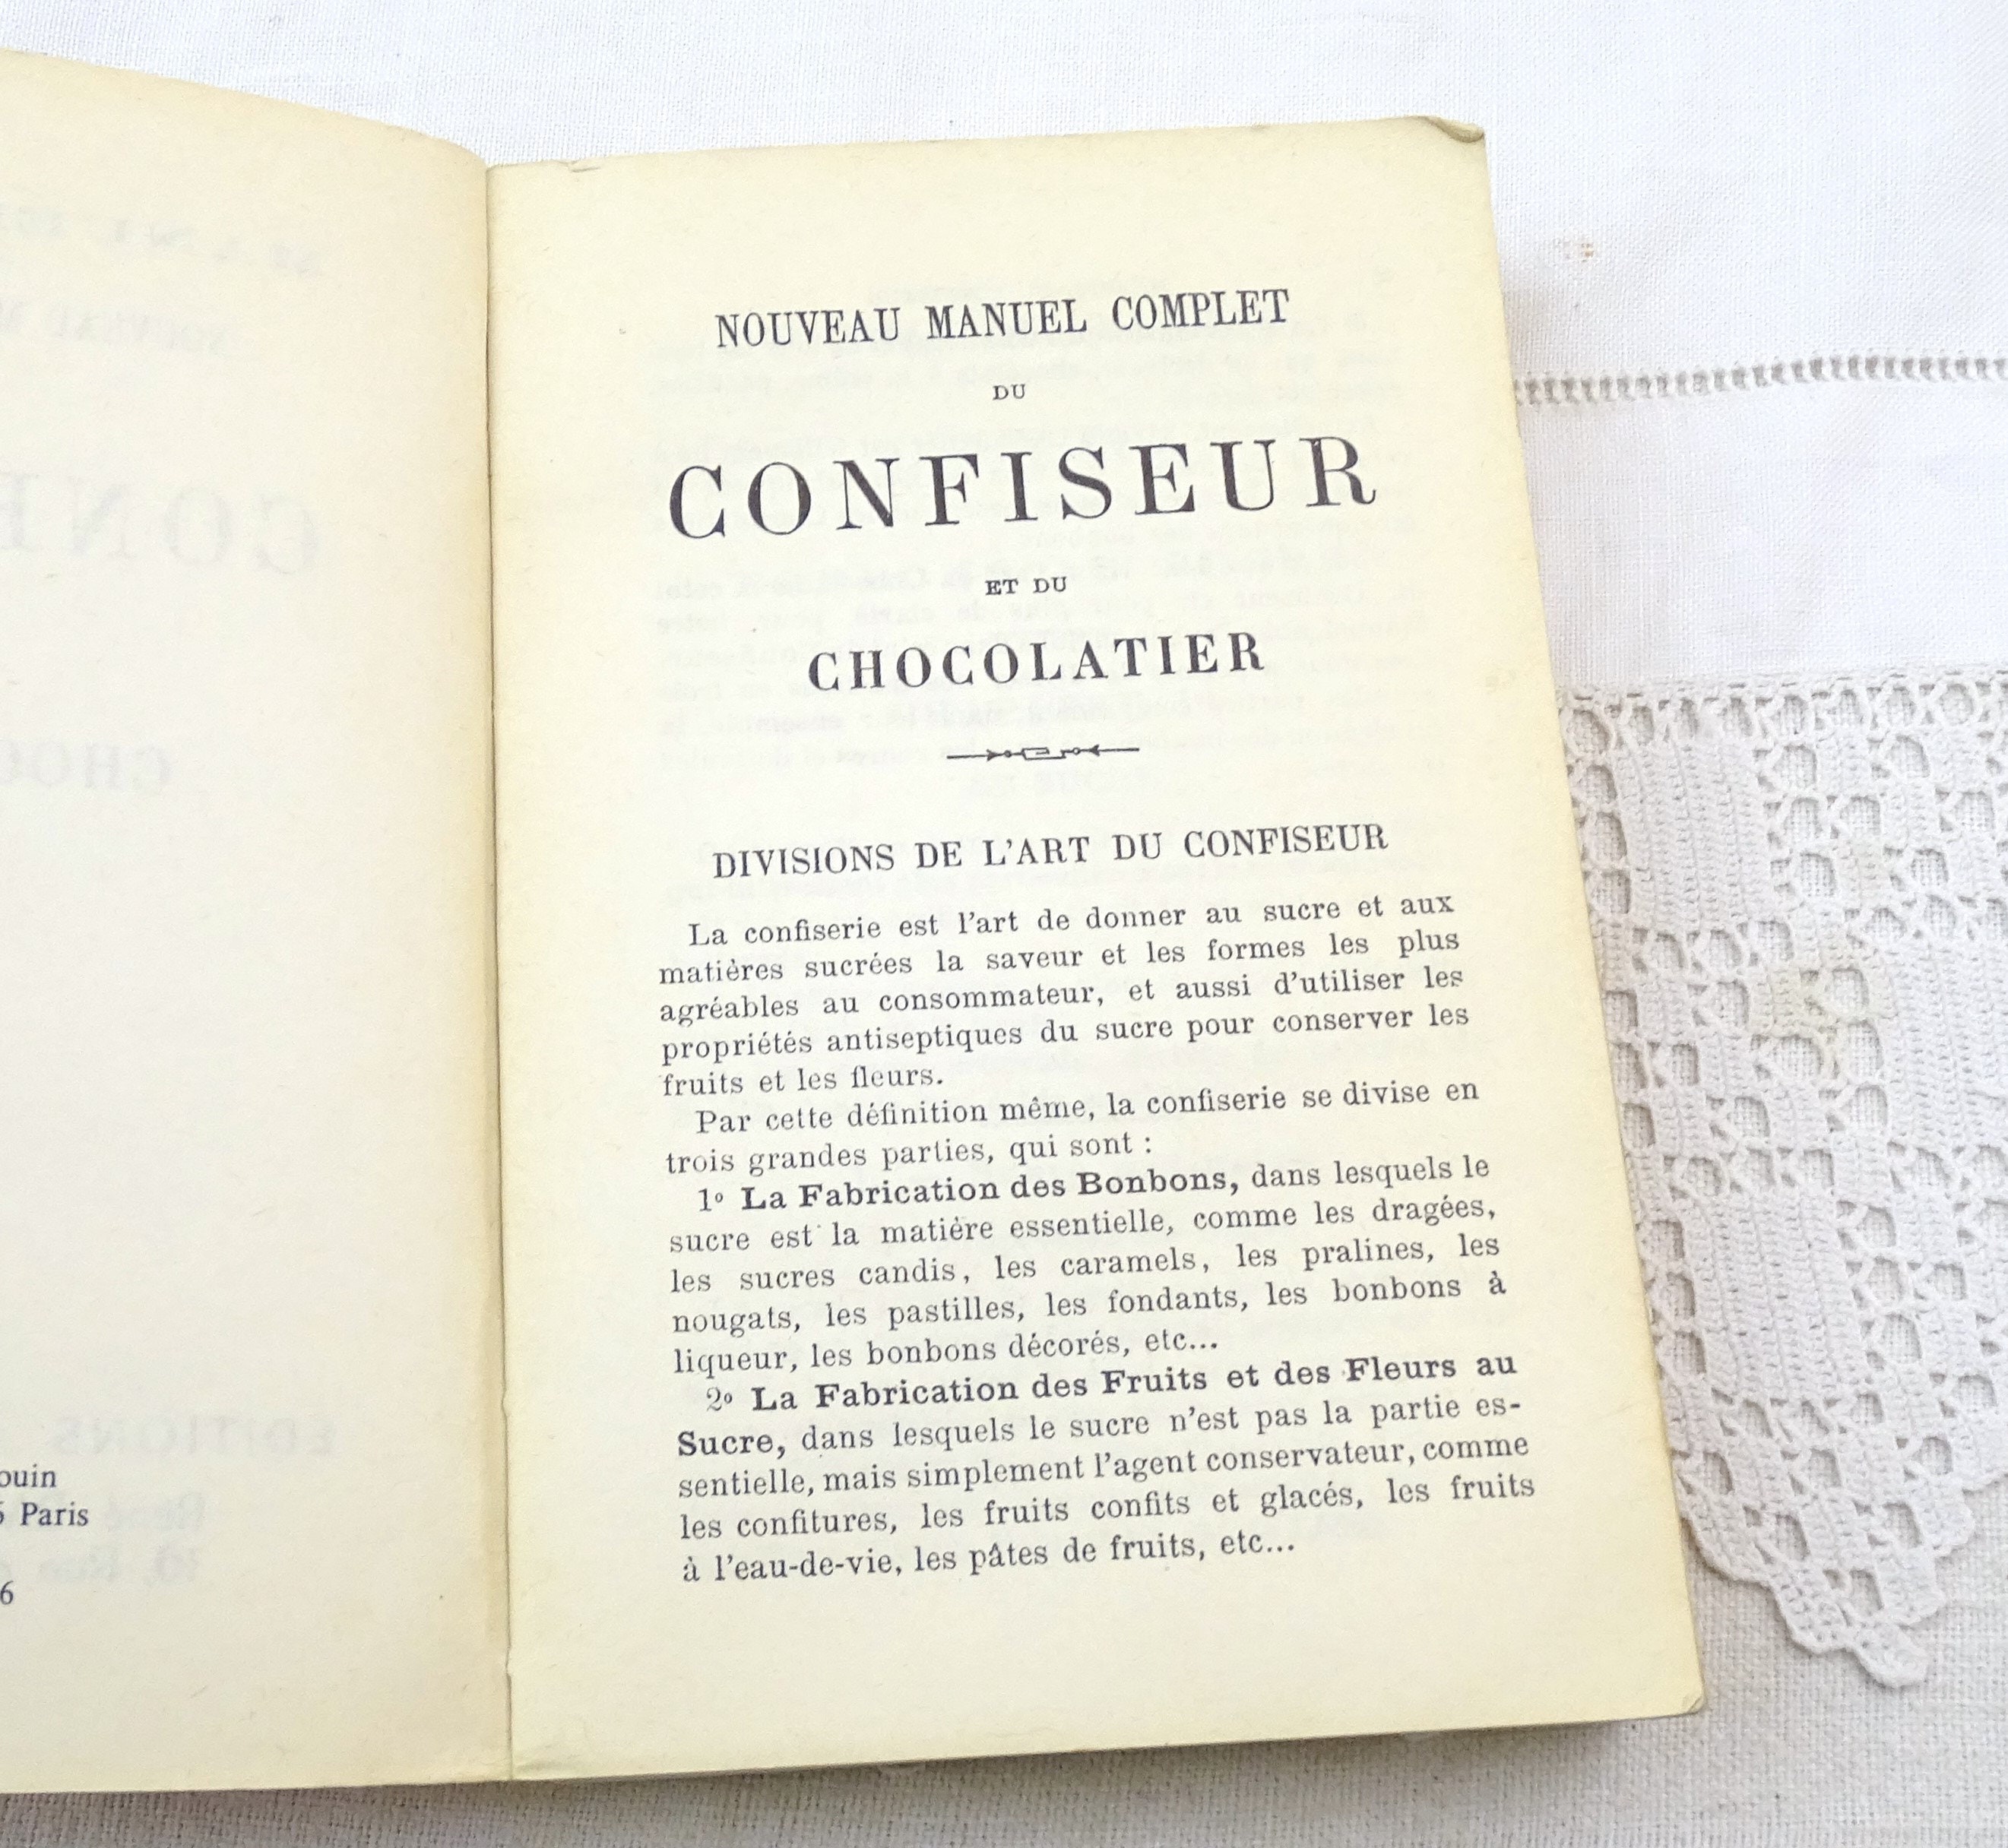 ouin
Paris
6
NOUVEAU MANUEL COMPLET
DU
CONFISEUR
ET DU
CHOCOLATIER
DIVISIONS DE L'ART DU CONFISEUR
La confiserie est l'art de donner au sucre et aux
matières sucrées la saveur et les formes les plus
agréables au consommateur, et aussi d'utiliser les
propriétés antiseptiques du sucre pour conserver les
fruits et les fleurs.
Par cette définition même, la confiserie se divise en
trois grandes parties, qui sont :
1º La Fabrication des Bonbons, dans lesquels le
sucre est la matière essentielle, comme les dragées,
les sucres candis, les caramels, les pralines, les
nougats, les pastilles, les fondants, les bonbons à
liqueur, les bonbons décorés, etc...
2º La Fabrication des Fruits et des Fleurs au
Sucre, dans lesquels le sucre n'est pas la partie es-
sentielle, mais simplement l'agent conservateur, comme
les confitures, les fruits confits et glacés, les fruits
à l'eau-de-vie, les pâtes de fruits, etc...